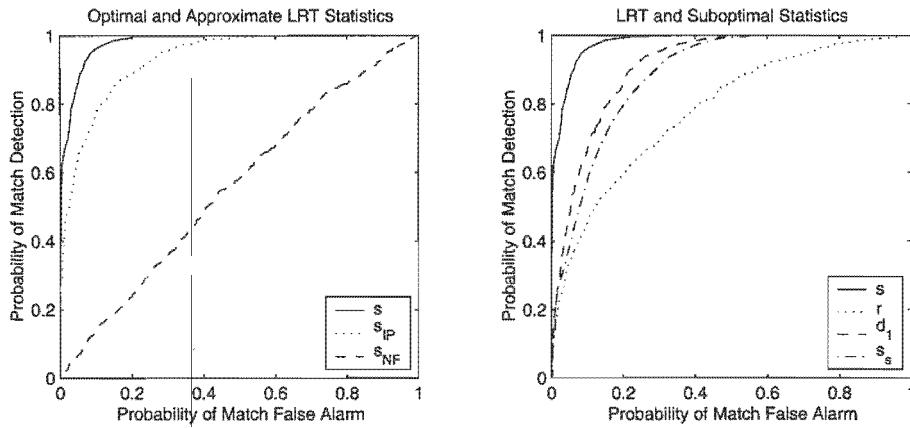 Optimal and Approximate LRT Statistics
1
0.8
0.6
0.4
0.2
0
Probability of Match Detection
0
0.2
0.4
0.6
0.8
1
Probability of Match False Alarm
s
s_IP
s_NF
LRT and Suboptimal Statistics
1
0.8
0.6
0.4
0.2
0
Probability of Match Detection
0
0.2
0.4
0.6
0.8
Probability of Match False Alarm
s
r
d_1
s_s